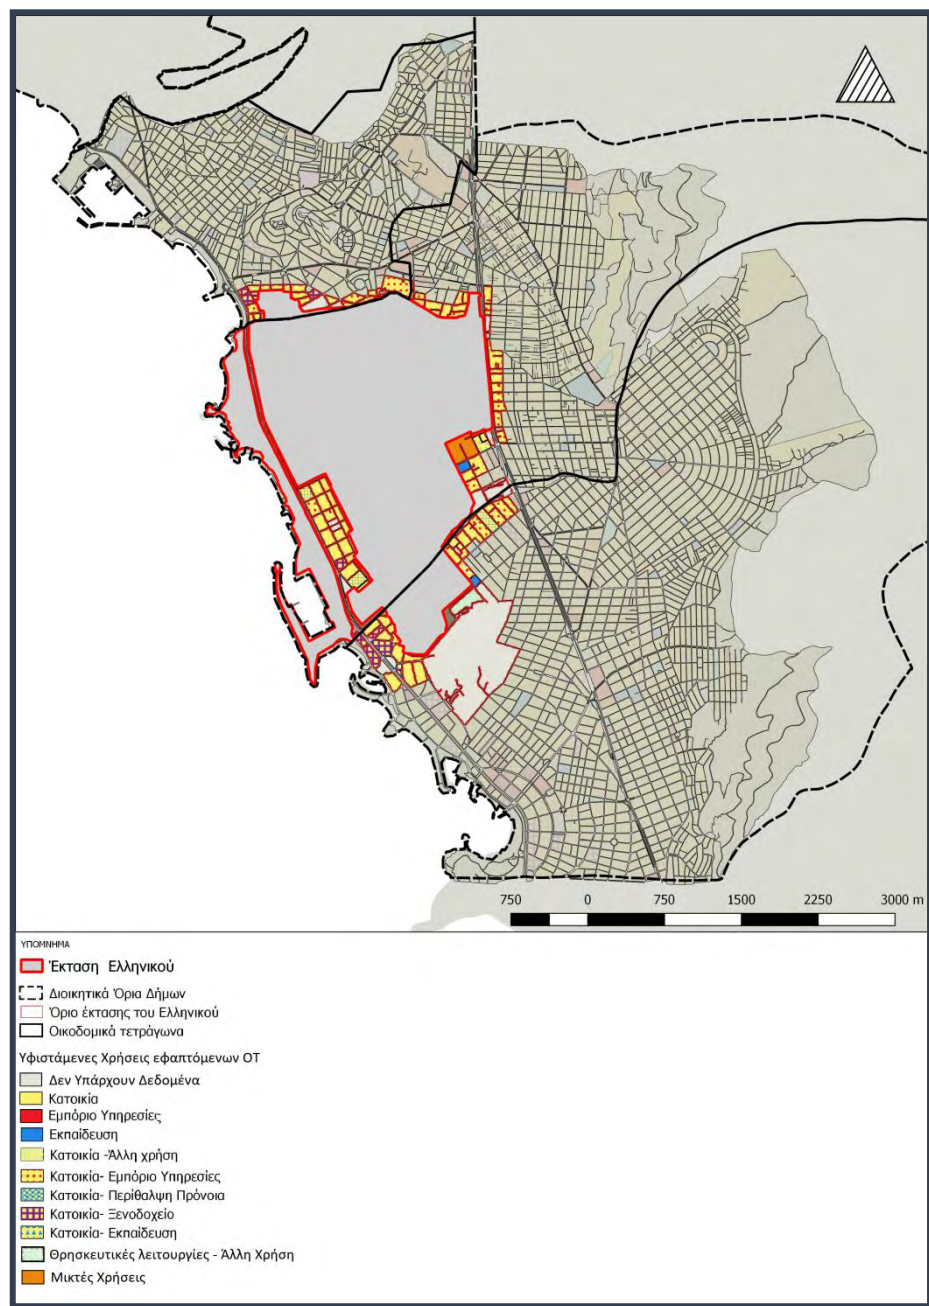 750 0 750 1500 2250 3000 m
ΥΠΟΜΝΗΜΑ
Έκταση Ελληνικού
Διοικητικά Όρια Δήμων
Όριο έκτασης του Ελληνικού
Οικοδομικά τετράγωνα
Υφιστάμενες Χρήσεις εφαπτόμενων ΟΤ
Δεν Υπάρχουν Δεδομένα
Κατοικία
Εμπόριο Υπηρεσίες
Εκπαίδευση
Κατοικία -Άλλη χρήση
Κατοικία- Εμπόριο Υπηρεσίες
Κατοικία- Περίθαλψη Πρόνοια
Κατοικία- Ξενοδοχείο
Κατοικία- Εκπαίδευση
Θρησκευτικές λειτουργίες - Άλλη Χρήση
Μικτές Χρήσεις